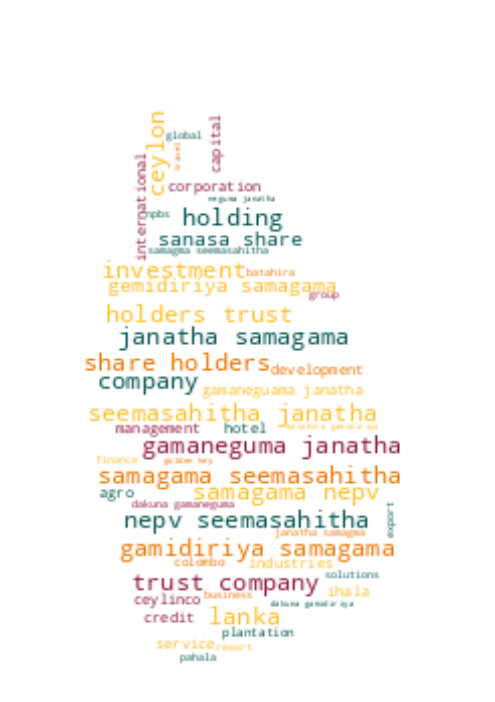 ceylon
global
travel
capital
international
corporation
neguma janatha
npbs
holding
sanasa share
samagma seemasahitha
investment
batahira
gemidiriya samagama
group
holders trust
janatha samagama
share holders
development
company
gamaneguama janatha
seemasahitha janatha
management
hotel
batahira gamidiriya
gamaneguma janatha
finance
golden key
samagama seemasahitha
agro
samagama nepv
dakuna gamaneguma
export
nepv seemasahitha
janatha samagma
gamidiriya samagama
colombo
industries
solutions
trust company
business
ihala
ceylinco
dakuna gamidiriya
credit
lanka
plantation
service
resort
pahala